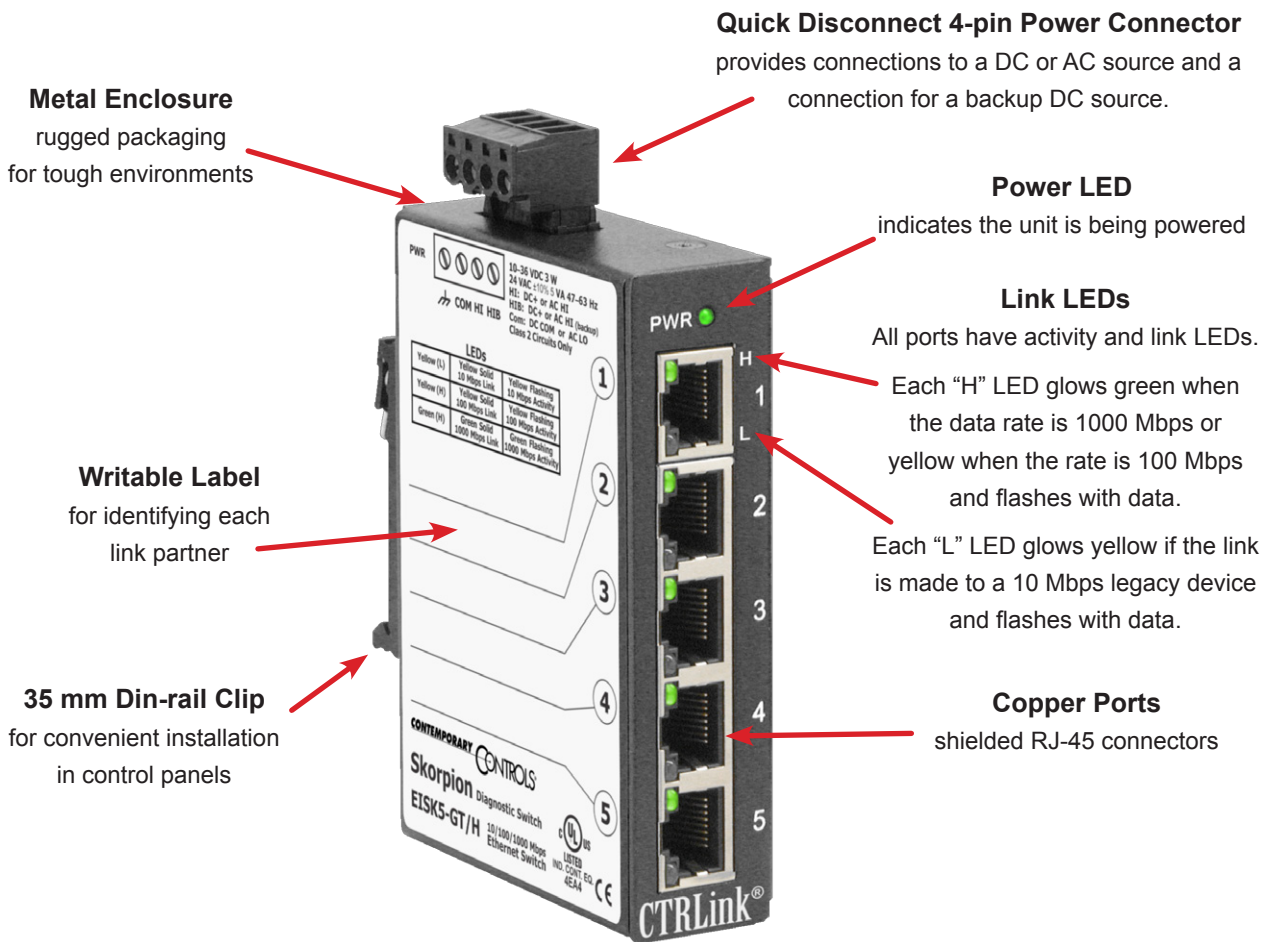 Quick Disconnect 4-pin Power Connector
provides connections to a DC or AC source and a
connection for a backup DC source.
Metal Enclosure
rugged packaging
for tough environments
Power LED
indicates the unit is being powered
Link LEDs
All ports have activity and link LEDs.
Each “H” LED glows green when
the data rate is 1000 Mbps or
yellow when the rate is 100 Mbps
and flashes with data.
Each “L” LED glows yellow if the link
is made to a 10 Mbps legacy device
and flashes with data.
Writable Label
for identifying each
link partner
35 mm Din-rail Clip
for convenient installation
in control panels
Copper Ports
shielded RJ-45 connectors
PWR
COM HI HIB
10–36 VDC 3 W
24 VAC ±10% 5 VA 47–63 Hz
HI: DC+ or AC HI
HIB: DC+ or AC HI (backup)
Com: DC COM or AC LO
Class 2 Circuits Only
LEDs
Yellow (L) Yellow Solid 10 Mbps Link Yellow Flashing 10 Mbps Activity
Yellow (H) Yellow Solid 100 Mbps Link Yellow Flashing 100 Mbps Activity
Green (H) Green Solid 1000 Mbps Link Green Flashing 1000 Mbps Activity
1
2
3
4
5
CONTEMPORARY CONTROLS®
Skorpion Diagnostic Switch
EISK5-GT/H 10/100/1000 Mbps
Ethernet Switch
C UL US
LISTED
IND. CONT. EQ.
4EA4
CE
PWR
H
1
L
2
3
4
5
CTRLink®